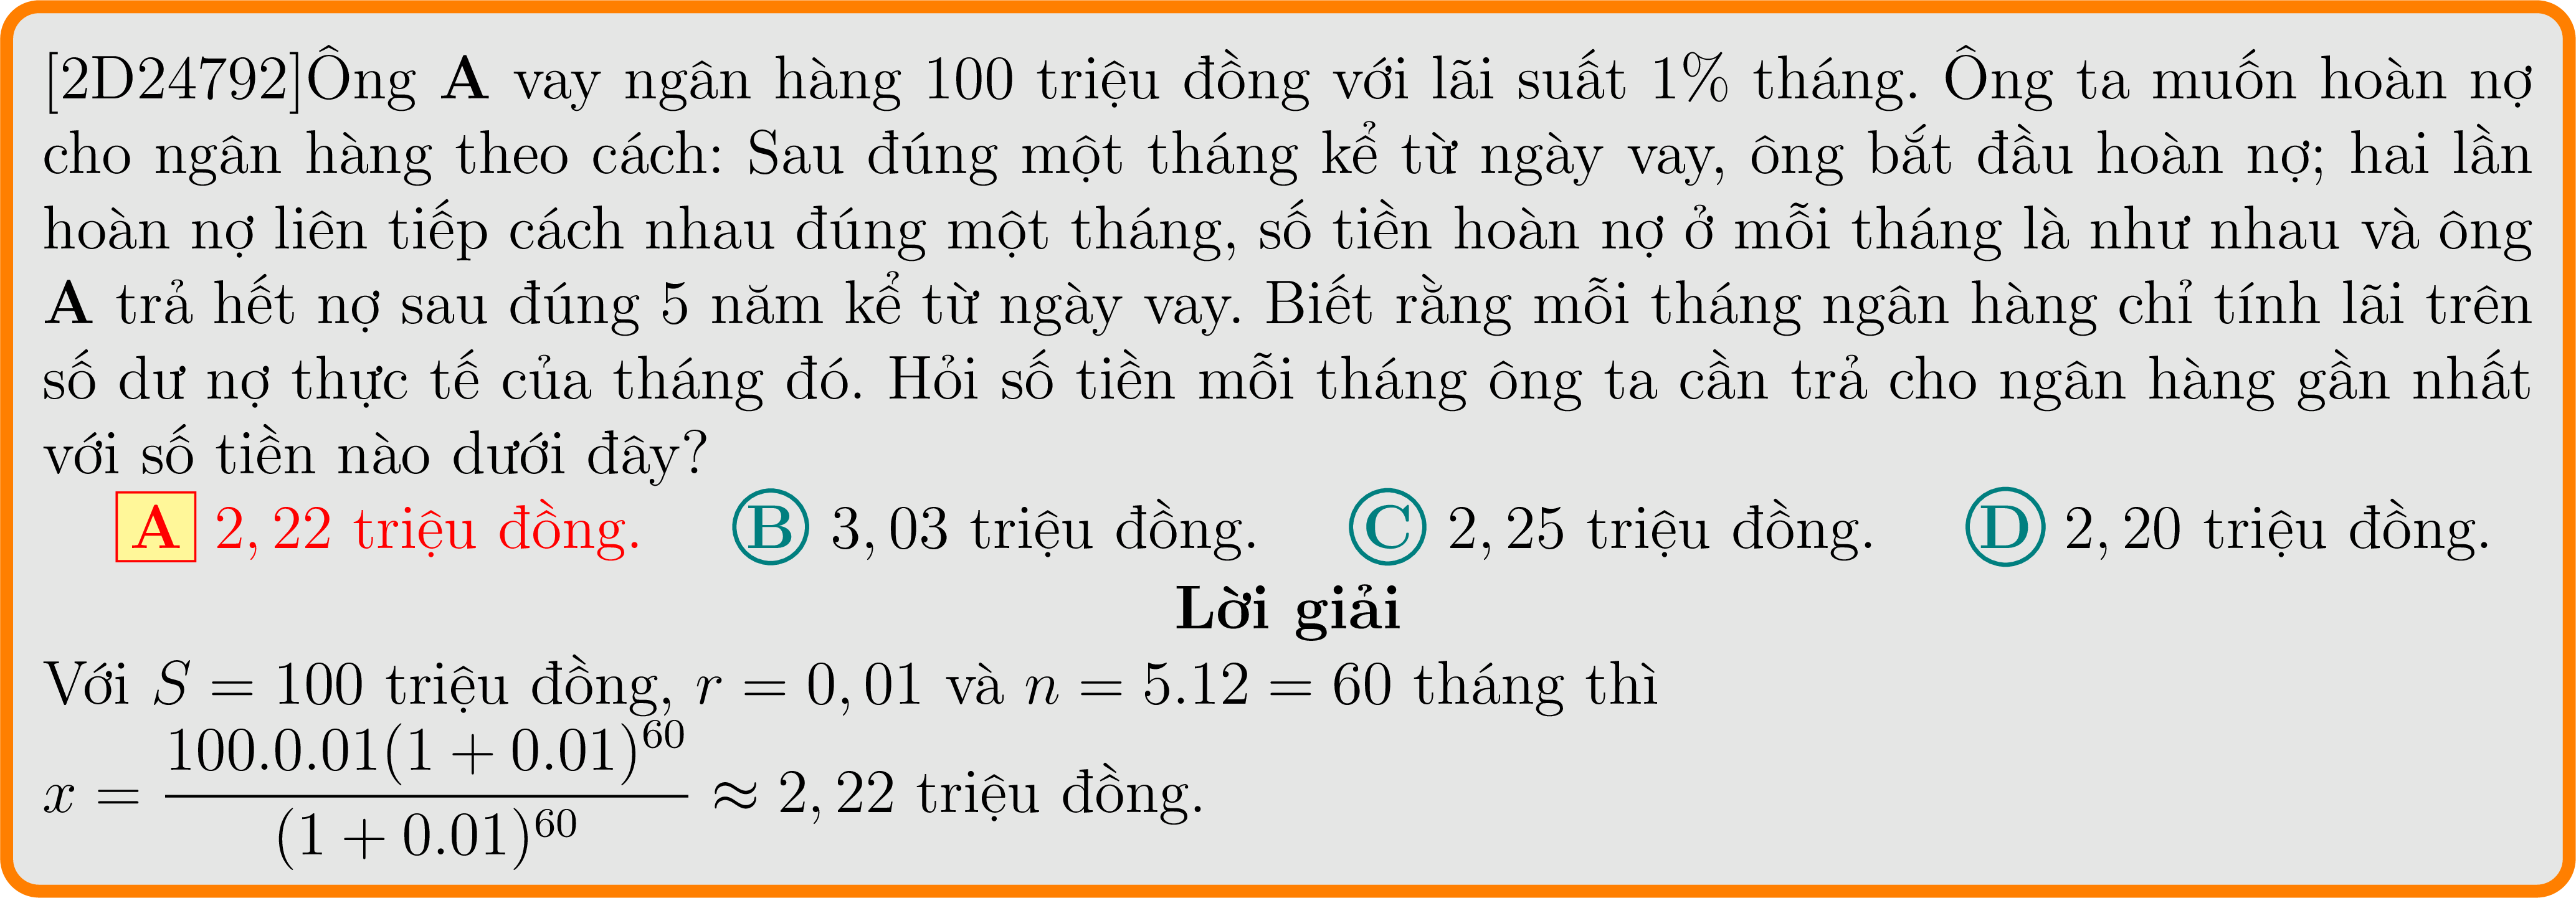 [2D24792]Ông A vay ngân hàng 100 triệu đồng với lãi suất 1% tháng. Ông ta muốn hoàn nợ
cho ngân hàng theo cách: Sau đúng một tháng kể từ ngày vay, ông bắt đầu hoàn nợ; hai lần
hoàn nợ liên tiếp cách nhau đúng một tháng, số tiền hoàn nợ ở mỗi tháng là như nhau và ông
A trả hết nợ sau đúng 5 năm kể từ ngày vay. Biết rằng mỗi tháng ngân hàng chỉ tính lãi trên
số dư nợ thực tế của tháng đó. Hỏi số tiền mỗi tháng ông ta cần trả cho ngân hàng gần nhất
với số tiền nào dưới đây?
A 2, 22 triệu đồng. B 3, 03 triệu đồng. C 2, 25 triệu đồng. D 2, 20 triệu đồng.
Lời giải
Với S = 100 triệu đồng, r = 0, 01 và n = 5.12 = 60 tháng thì
x = \frac{100.0.01(1 + 0.01)^{60}}{(1 + 0.01)^{60}} ≈ 2, 22 triệu đồng.